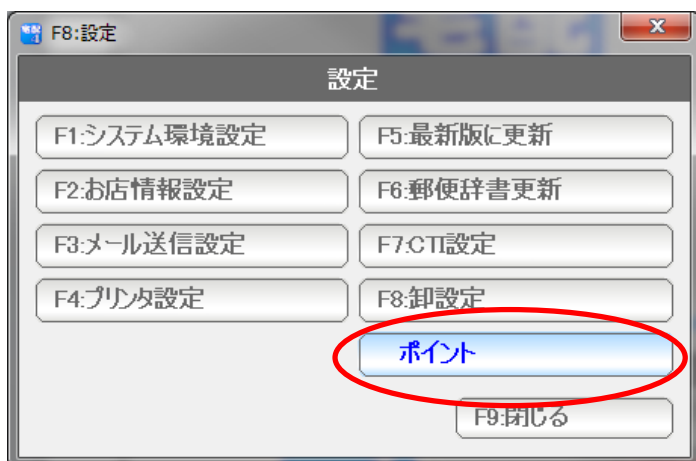 F8:設定
設定
F1:システム環境設定
F5:最新版に更新
F2:お店情報設定
F6:郵便辞書更新
F3:メール送信設定
F7:CTI設定
F4:プリンタ設定
F8:卸設定
ポイント
F9:閉じる